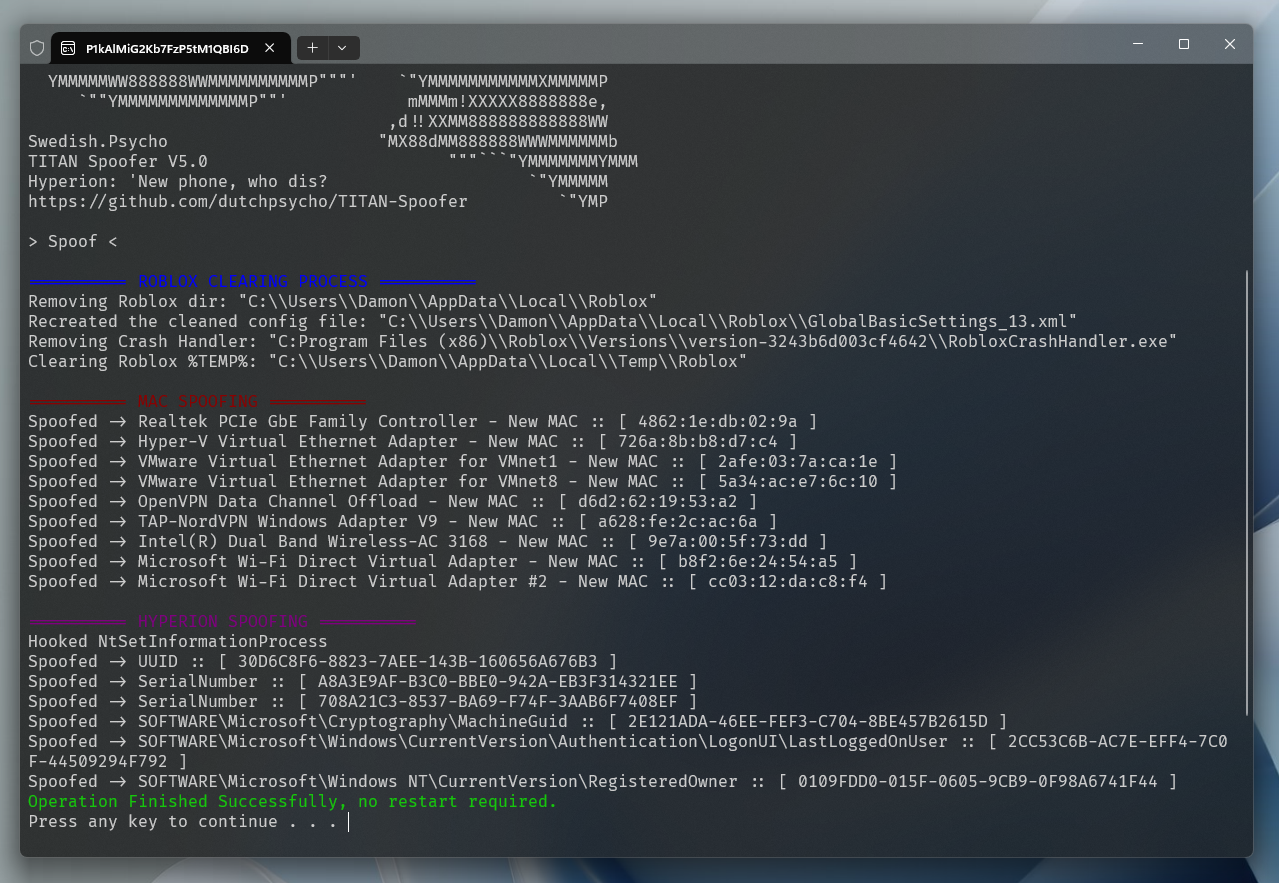 P1kAlMiG2Kb7FzP5tM1QBl6D
YMMMMMWW888888WWMMMMMMMMMMP"""'    `"YMMMMMMMMMMMXMMMMMP
`""YMMMMMMMMMMMMMP""'            mMMMm!XXXXX8888888e,
,d!!XXMM888888888888WW
Swedish.Psycho                     "MX88dMM888888WWWMMMMMMb
TITAN Spoofer V5.0                        """```"YMMMMMMMYMMM
Hyperion: 'New phone, who dis?                    `"YMMMMM
https://github.com/dutchpsycho/TITAN-Spoofer         `"YMP
> Spoof <
ROBLOX CLEARING PROCESS
Removing Roblox dir: "C:\\Users\\Damon\\AppData\\Local\\Roblox"
Recreated the cleaned config file: "C:\\Users\\Damon\\AppData\\Local\\Roblox\\GlobalBasicSettings_13.xml"
Removing Crash Handler: "C:Program Files (x86)\\Roblox\\Versions\\version-3243b6d003cf4642\\RobloxCrashHandler.exe"
Clearing Roblox %TEMP%: "C:\\Users\\Damon\\AppData\\Local\\Temp\\Roblox"
MAC SPOOFING
Spoofed -> Realtek PCIe GbE Family Controller - New MAC :: [ 4862:1e:db:02:9a ]
Spoofed -> Hyper-V Virtual Ethernet Adapter - New MAC :: [ 726a:8b:b8:d7:c4 ]
Spoofed -> VMware Virtual Ethernet Adapter for VMnet1 - New MAC :: [ 2afe:03:7a:ca:1e ]
Spoofed -> VMware Virtual Ethernet Adapter for VMnet8 - New MAC :: [ 5a34:ac:e7:6c:10 ]
Spoofed -> OpenVPN Data Channel Offload - New MAC :: [ d6d2:62:19:53:a2 ]
Spoofed -> TAP-NordVPN Windows Adapter V9 - New MAC :: [ a628:fe:2c:ac:6a ]
Spoofed -> Intel(R) Dual Band Wireless-AC 3168 - New MAC :: [ 9e7a:00:5f:73:dd ]
Spoofed -> Microsoft Wi-Fi Direct Virtual Adapter - New MAC :: [ b8f2:6e:24:54:a5 ]
Spoofed -> Microsoft Wi-Fi Direct Virtual Adapter #2 - New MAC :: [ cc03:12:da:c8:f4 ]
HYPERION SPOOFING
Hooked NtSetInformationProcess
Spoofed -> UUID :: [ 30D6C8F6-8823-7AEE-143B-160656A676B3 ]
Spoofed -> SerialNumber :: [ A8A3E9AF-B3C0-BBE0-942A-EB3F314321EE ]
Spoofed -> SerialNumber :: [ 708A21C3-8537-BA69-F74F-3AAB6F7408EF ]
Spoofed -> SOFTWARE\Microsoft\Cryptography\MachineGuid :: [ 2E121ADA-46EE-FEF3-C704-8BE457B2615D ]
Spoofed -> SOFTWARE\Microsoft\Windows\CurrentVersion\Authentication\LogonUI\LastLoggedOnUser :: [ 2CC53C6B-AC7E-EFF4-7C0
F-44509294F792 ]
Spoofed -> SOFTWARE\Microsoft\Windows NT\CurrentVersion\RegisteredOwner :: [ 0109FDD0-015F-0605-9CB9-0F98A6741F44 ]
Operation Finished Successfully, no restart required.
Press any key to continue . . .